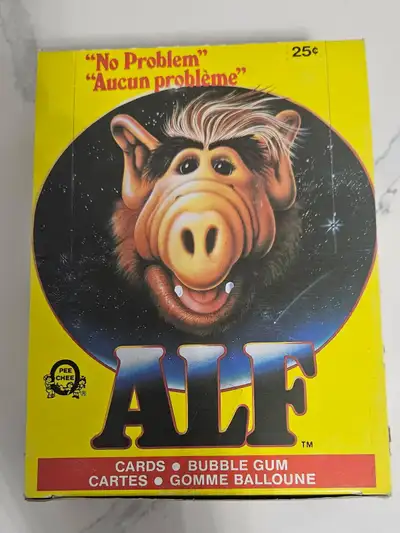 "No Problem"
"Aucun problème"
25¢
PEE
CHEE
ALF
TM
CARDS • BUBBLE GUM
CARTES • GOMME BALLOUNE